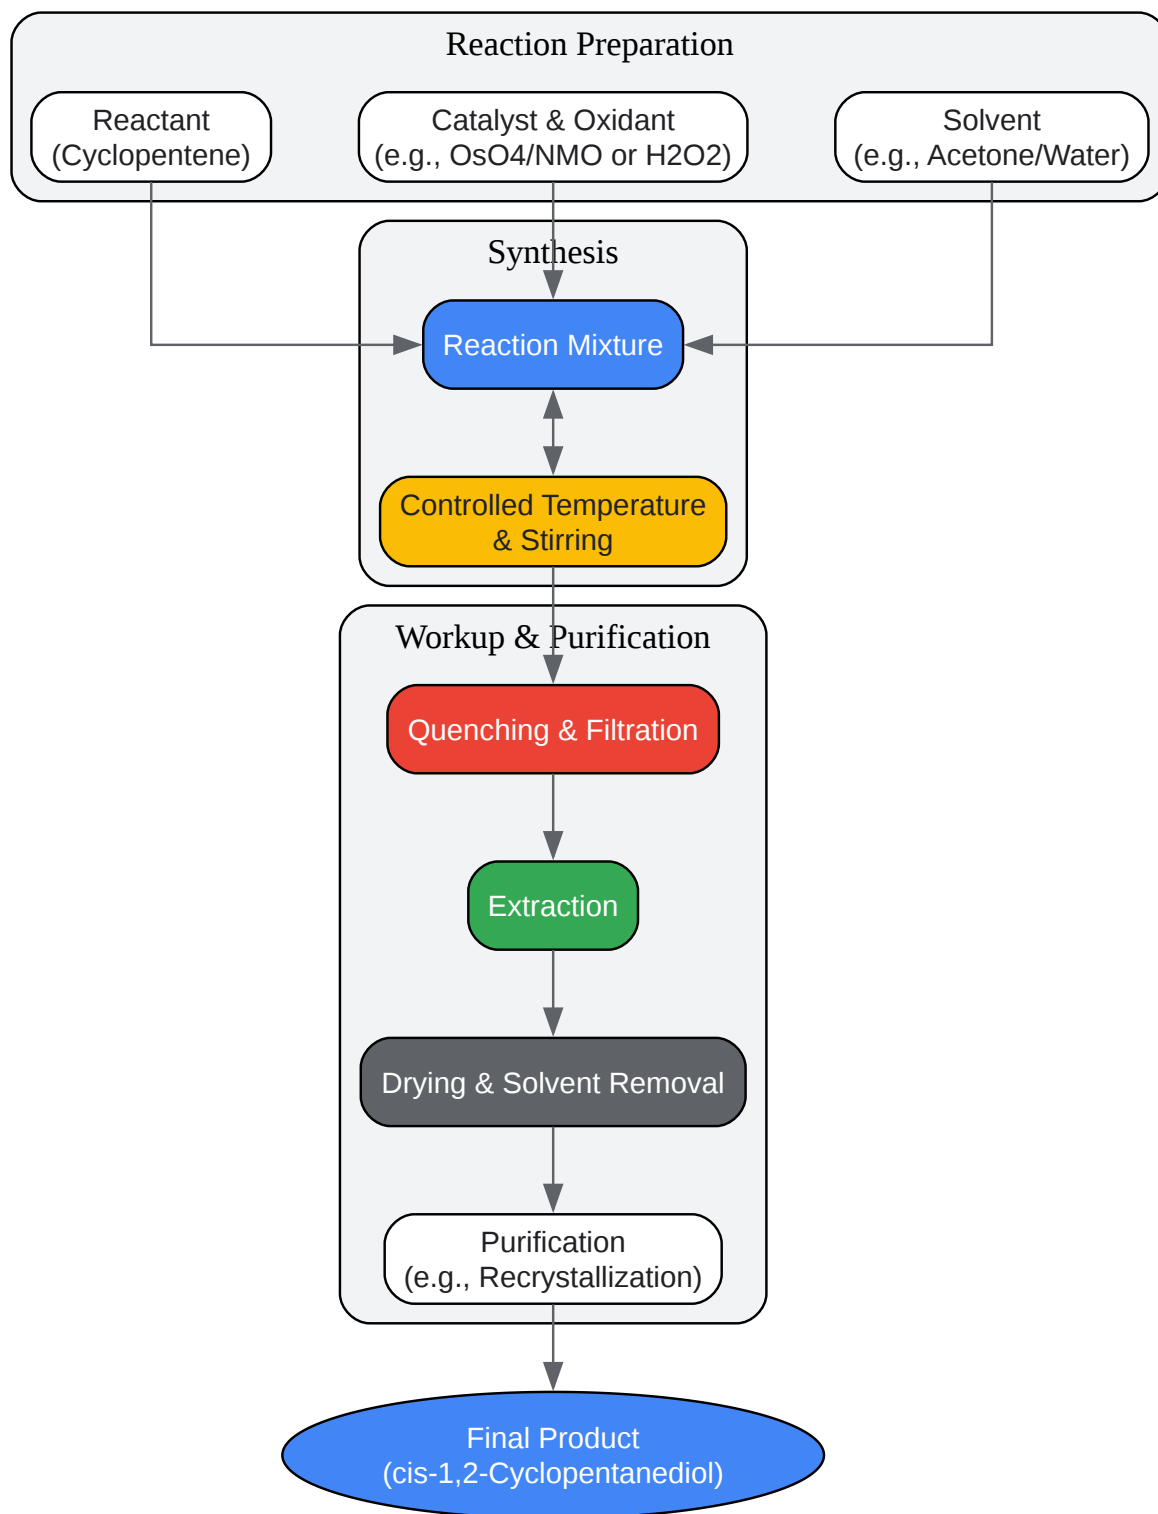 Reaction Preparation
Reactant
(Cyclopentene)
Catalyst & Oxidant
(e.g., OsO4/NMO or H2O2)
Solvent
(e.g., Acetone/Water)
Synthesis
Reaction Mixture
Controlled Temperature
& Stirring
Workup & Purification
Quenching & Filtration
Extraction
Drying & Solvent Removal
Purification
(e.g., Recrystallization)
Final Product
(cis-1,2-Cyclopentanediol)